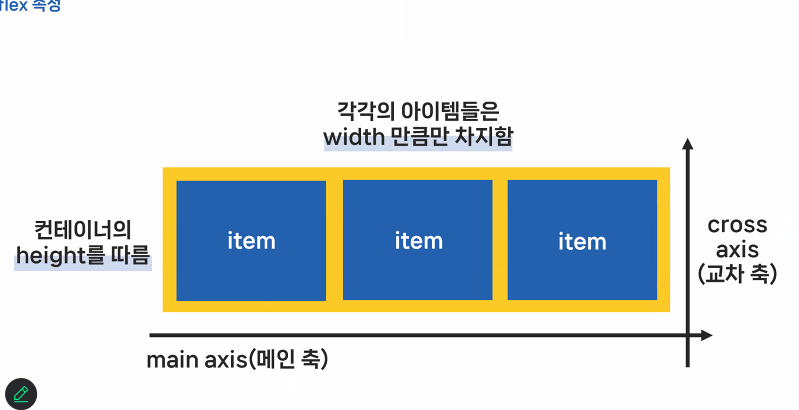 flex 속성
각각의 아이템들은
width 만큼만 차지함
컨테이너의
height를 따름
item
item
item
cross
axis
(교차 축)
main axis(메인 축)